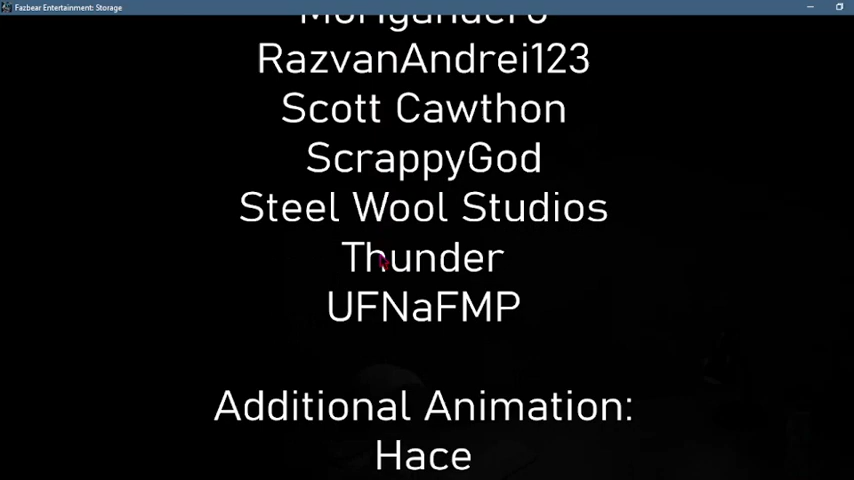 Fazbear Entertainment: Storage
RazvanAndrei123
Scott Cawthon
ScrappyGod
Steel Wool Studios
Thunder
UFNaFMP
Additional Animation:
Hace